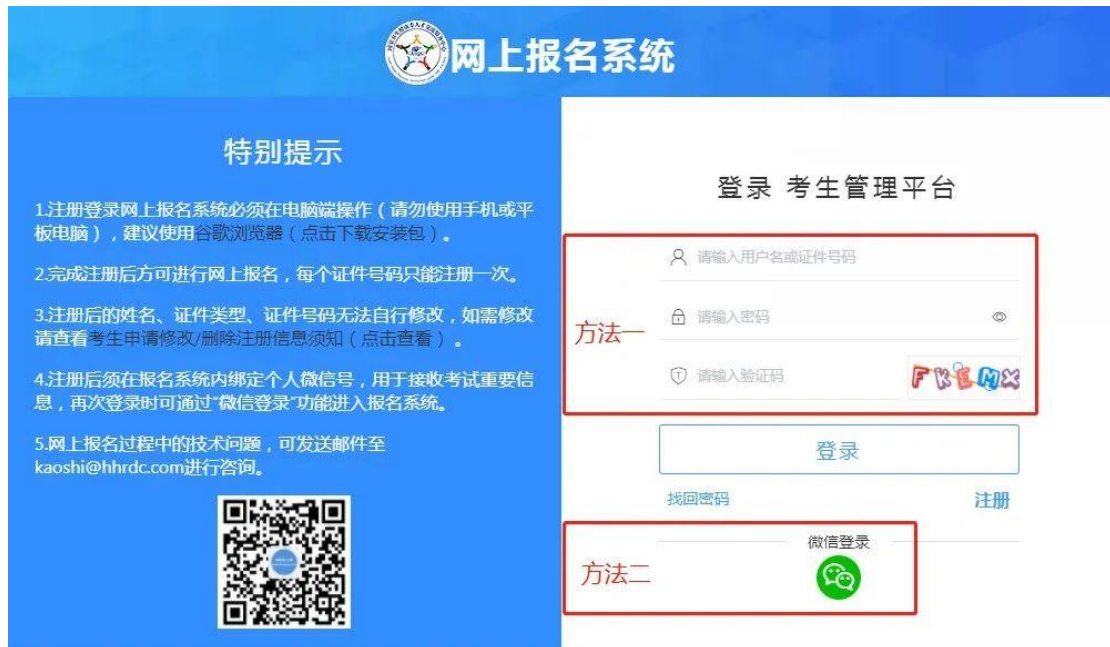 网上报名系统
特别提示
1.注册登录网上报名系统必须在电脑端操作（请勿使用手机或平
板电脑），建议使用谷歌浏览器（点击下载安装包）。
2.完成注册后方可进行网上报名，每个证件号码只能注册一次。
3.注册后的姓名、证件类型、证件号码无法自行修改，如需修改
请查看考生申请修改/删除注册信息须知（点击查看）。
4.注册后须在报名系统内绑定个人微信号，用于接收考试重要信
息，再次登录时可通过“微信登录”功能进入报名系统。
5.网上报名过程中的技术问题，可发送邮件至
kaoshi@hhrdc.com进行咨询。
登录 考生管理平台
请输入用户名或证件号码
方法一
请输入密码
请输入验证码
FKEMX
登录
找回密码
注册
微信登录
方法二